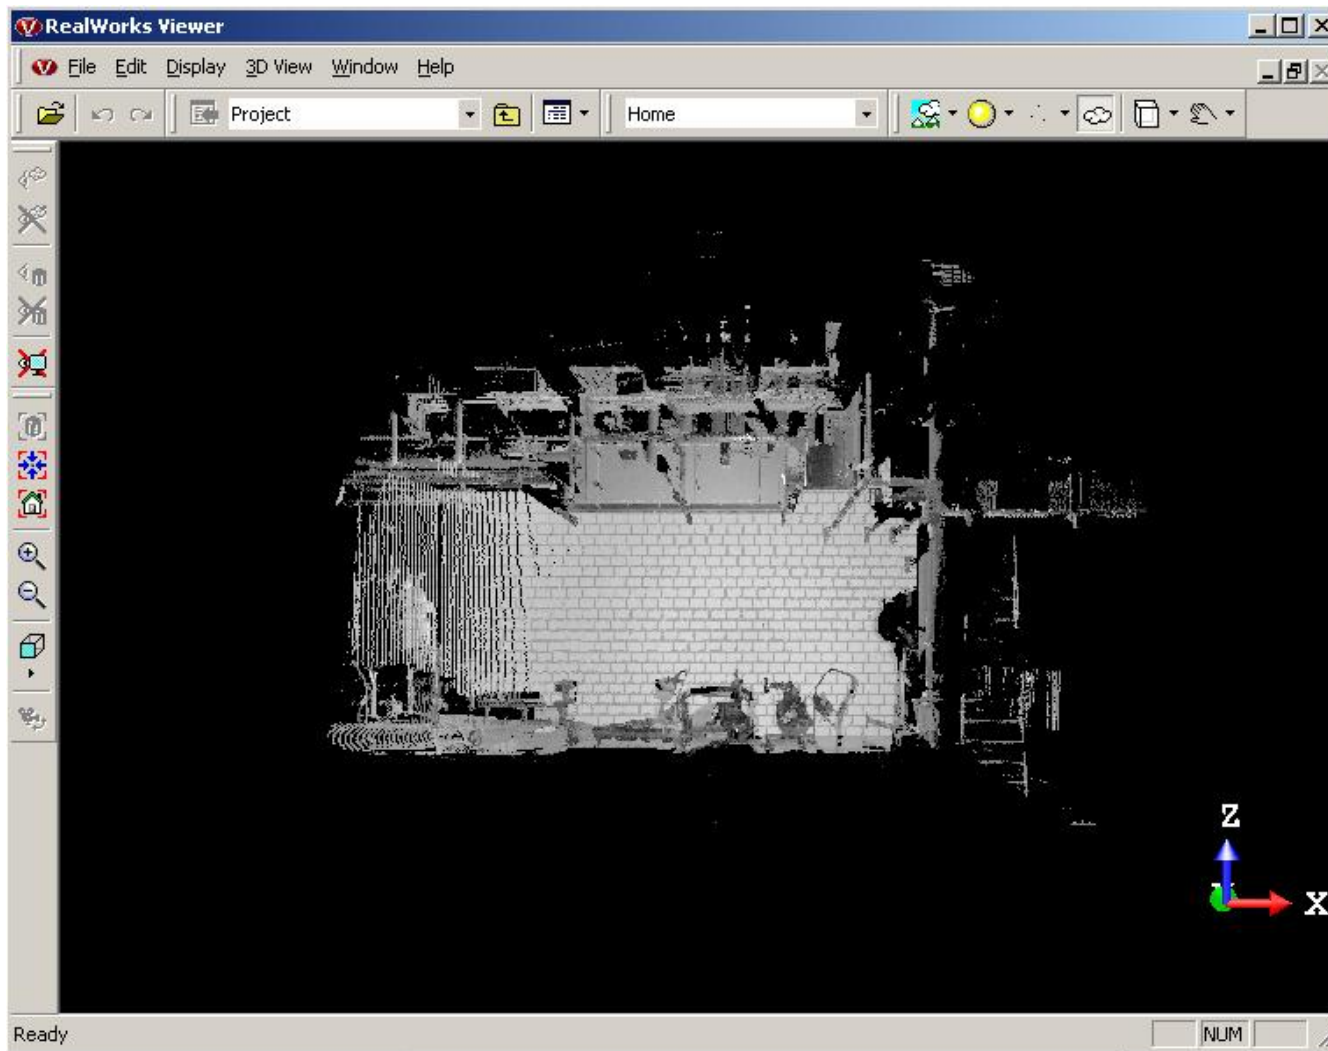 RealWorks Viewer
File Edit Display 3D View Window Help
Project Home
Z
X
Ready NUM